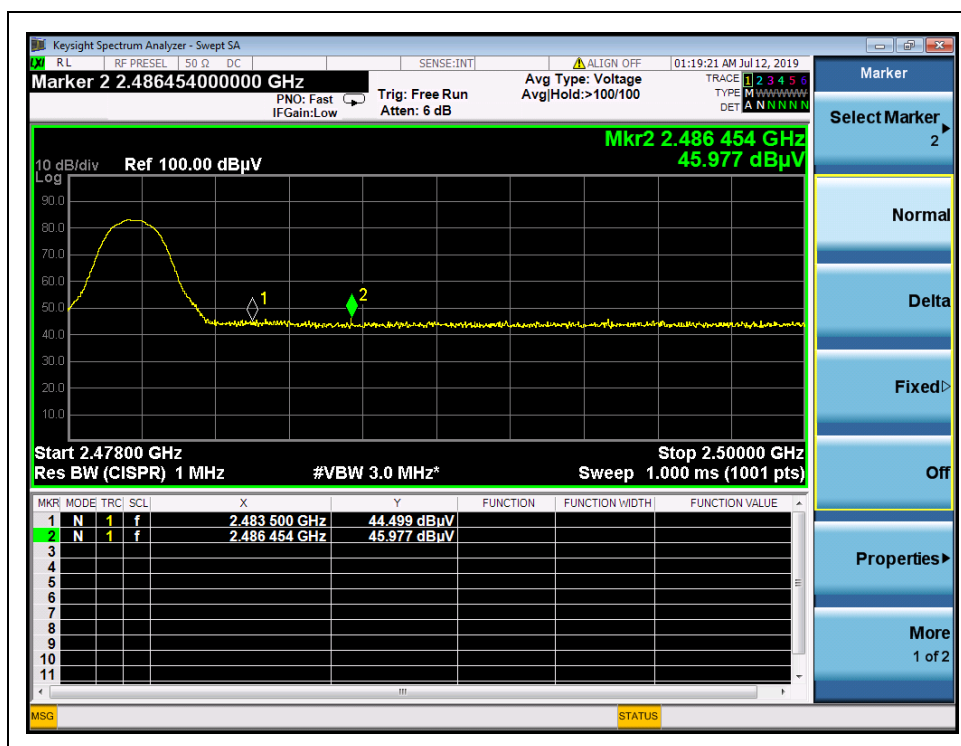 Keysight Spectrum Analyzer - Swept SA
LXI RL RF PRESEL 50 Ω DC SENSE:INT ALIGN OFF 01:19:21 AM Jul 12, 2019
Marker 2 2.486454000000 GHz
PNO: Fast
IFGain:Low
Trig: Free Run
Atten: 6 dB
Avg Type: Voltage
Avg|Hold:>100/100
TRACE 1 2 3 4 5 6
TYPE M WWWWW
DET A N N N N N
Mkr2 2.486 454 GHz
45.977 dBµV
10 dB/div Ref 100.00 dBµV
Log
90.0
80.0
70.0
60.0
50.0
40.0
30.0
20.0
10.0
1
2
Start 2.47800 GHz Stop 2.50000 GHz
Res BW (CISPR) 1 MHz #VBW 3.0 MHz* Sweep 1.000 ms (1001 pts)
MKR MODE TRC SCL X Y FUNCTION FUNCTION WIDTH FUNCTION VALUE
1 N 1 f 2.483 500 GHz 44.499 dBµV
2 N 1 f 2.486 454 GHz 45.977 dBµV
3
4
5
6
7
8
9
10
11
MSG STATUS
Marker
Select Marker
2
Normal
Delta
Fixed
Off
Properties
More
1 of 2